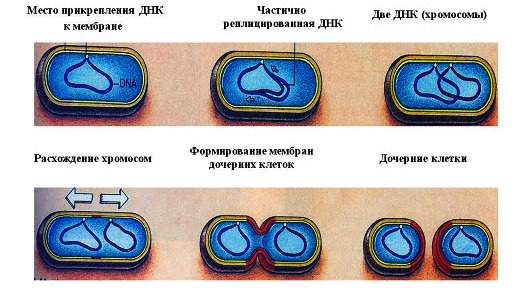 Место прикрепления ДНК
к мембране
Частично
реплицированная ДНК
Две ДНК (хромосомы)
DNA
Расхождение хромосом
Формирование мембран
дочерних клеток
Дочерние клетки